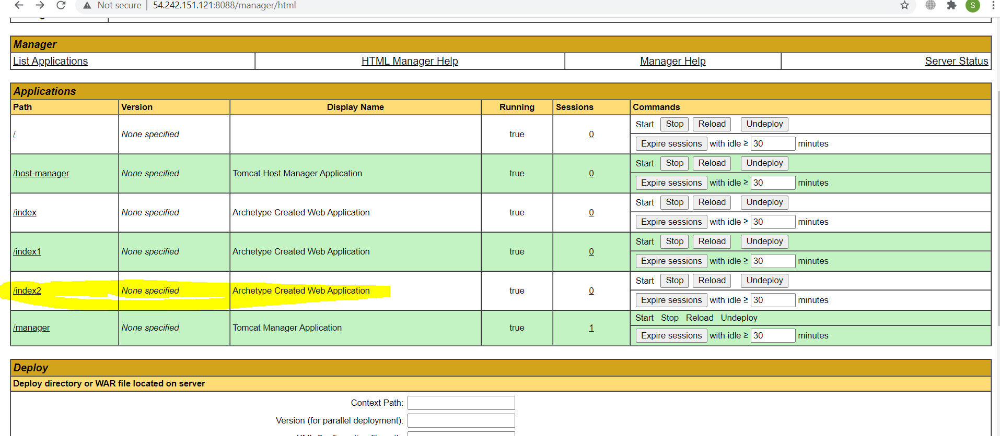 Not secure | 54.242.151.121:8088/manager/html S
Manager
List Applications HTML Manager Help Manager Help Server Status
Applications
Path Version Display Name Running Sessions Commands
/ None specified true 0 Start Stop Reload Undeploy
Expire sessions with idle ≥ 30 minutes
/host-manager None specified Tomcat Host Manager Application true 0 Start Stop Reload Undeploy
Expire sessions with idle ≥ 30 minutes
/index None specified Archetype Created Web Application true 0 Start Stop Reload Undeploy
Expire sessions with idle ≥ 30 minutes
/index1 None specified Archetype Created Web Application true 0 Start Stop Reload Undeploy
Expire sessions with idle ≥ 30 minutes
/index2 None specified Archetype Created Web Application true 0 Start Stop Reload Undeploy
Expire sessions with idle ≥ 30 minutes
/manager None specified Tomcat Manager Application true 1 Start Stop Reload Undeploy
Expire sessions with idle ≥ 30 minutes
Deploy
Deploy directory or WAR file located on server
Context Path:
Version (for parallel deployment):